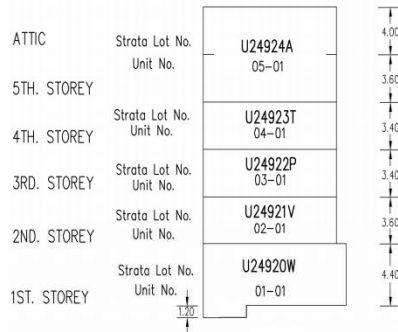 ATTIC
Strata Lot No. U24924A
Unit No. 05-01
5TH. STOREY
Strata Lot No. U24923T
Unit No. 04-01
4TH. STOREY
Strata Lot No. U24922P
Unit No. 03-01
3RD. STOREY
Strata Lot No. U24921V
Unit No. 02-01
2ND. STOREY
Strata Lot No. U24920W
Unit No. 01-01
1ST. STOREY
1.20
4.00
3.60
3.40
3.40
3.60
4.40